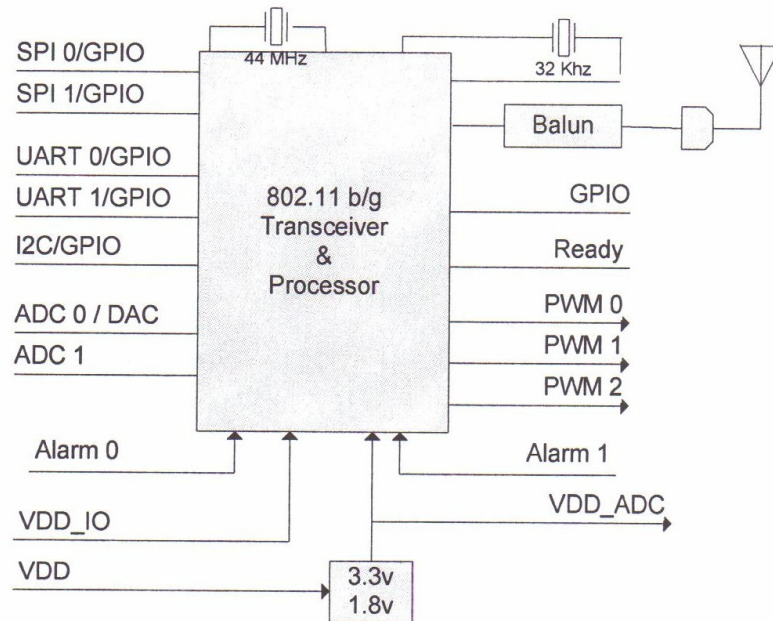 44 MHz
32 Khz
SPI 0/GPIO
SPI 1/GPIO
UART 0/GPIO
UART 1/GPIO
I2C/GPIO
ADC 0 / DAC
ADC 1
802.11 b/g
Transceiver
&
Processor
Balun
GPIO
Ready
PWM 0
PWM 1
PWM 2
Alarm 0
Alarm 1
VDD_IO
VDD_ADC
VDD
3.3v
1.8v